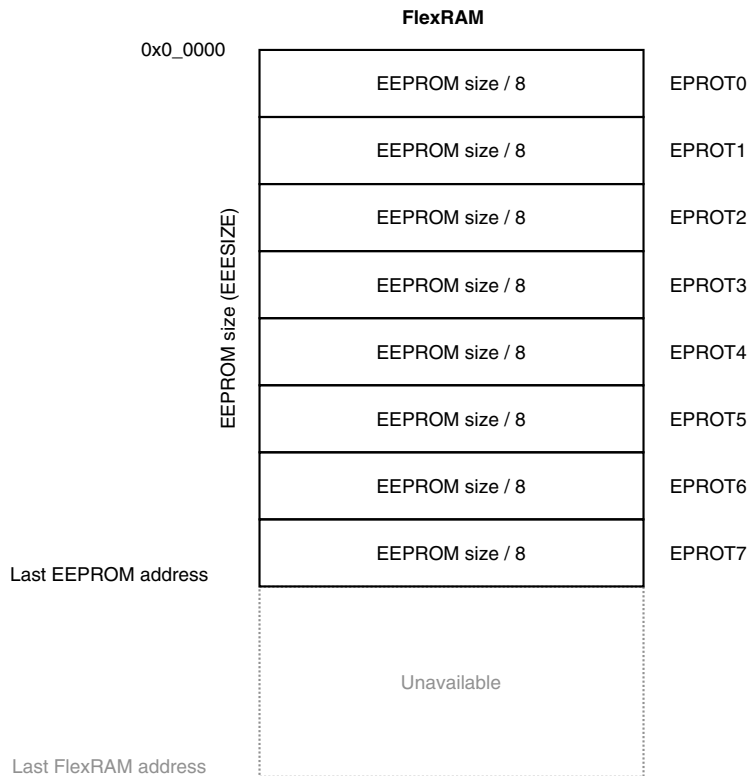 FlexRAM
0x0_0000
EEPROM size / 8 EPROT0
EEPROM size / 8 EPROT1
EEPROM size / 8 EPROT2
EEPROM size / 8 EPROT3
EEPROM size (EEESIZE)
EEPROM size / 8 EPROT4
EEPROM size / 8 EPROT5
EEPROM size / 8 EPROT6
EEPROM size / 8 EPROT7
Last EEPROM address
Unavailable
Last FlexRAM address